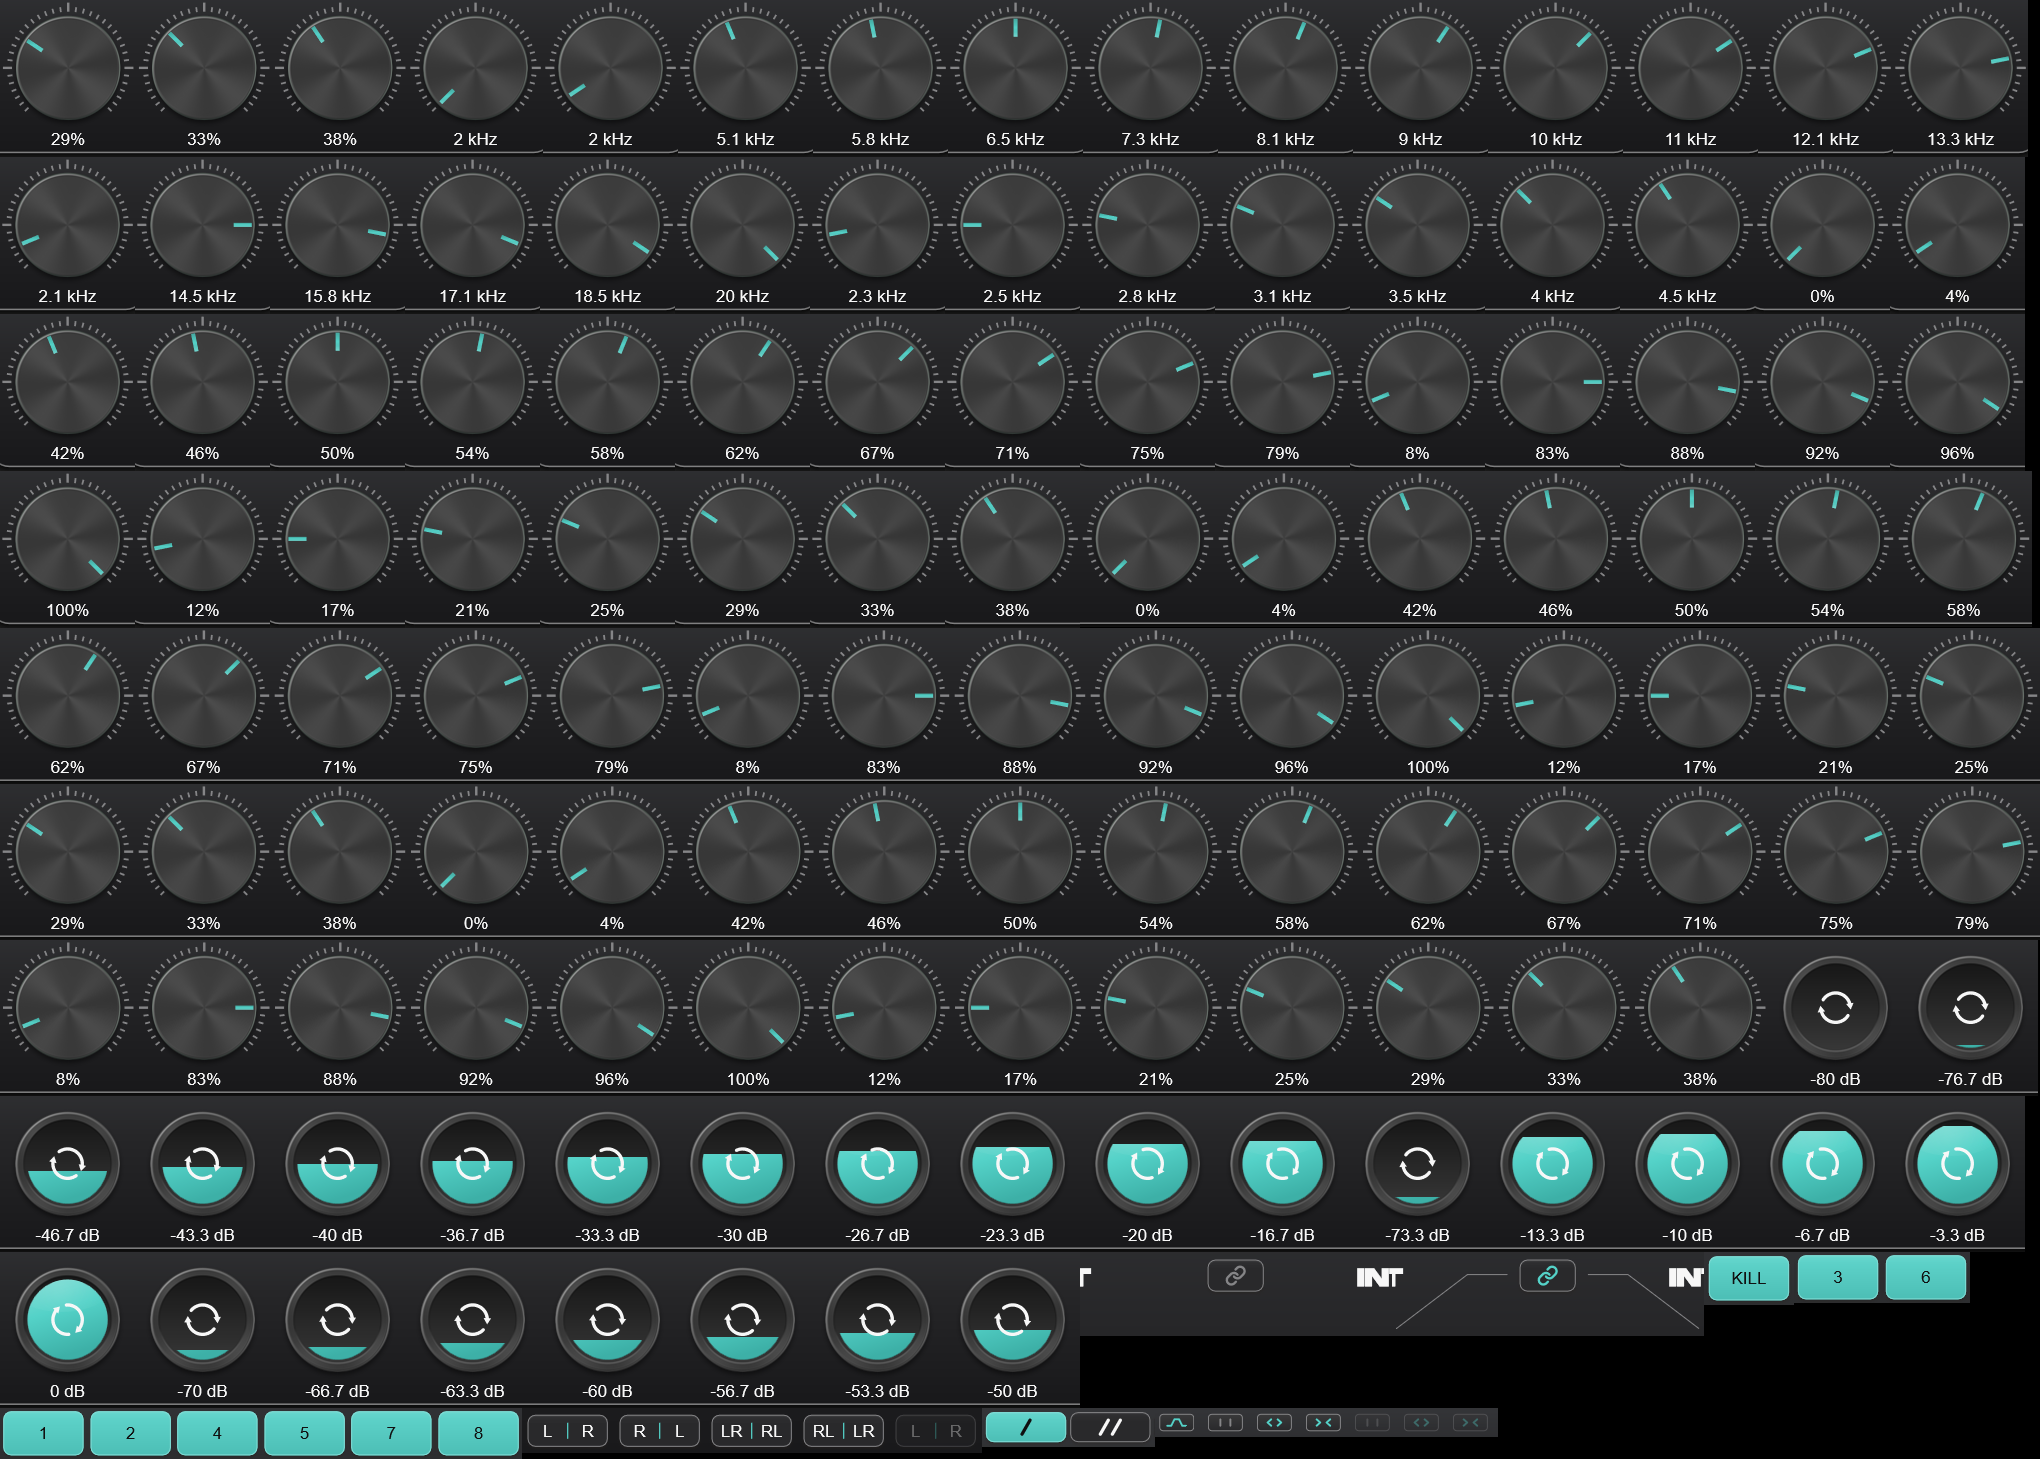 29% 33% 38% 2 kHz 2 kHz 5.1 kHz 5.8 kHz 6.5 kHz 7.3 kHz 8.1 kHz 9 kHz 10 kHz 11 kHz 12.1 kHz 13.3 kHz
2.1 kHz 14.5 kHz 15.8 kHz 17.1 kHz 18.5 kHz 20 kHz 2.3 kHz 2.5 kHz 2.8 kHz 3.1 kHz 3.5 kHz 4 kHz 4.5 kHz 0% 4%
42% 46% 50% 54% 58% 62% 67% 71% 75% 79% 8% 83% 88% 92% 96%
100% 12% 17% 21% 25% 29% 33% 38% 0% 4% 42% 46% 50% 54% 58%
62% 67% 71% 75% 79% 8% 83% 88% 92% 96% 100% 12% 17% 21% 25%
29% 33% 38% 0% 4% 42% 46% 50% 54% 58% 62% 67% 71% 75% 79%
8% 83% 88% 92% 96% 100% 12% 17% 21% 25% 29% 33% 38% -80 dB -76.7 dB
-46.7 dB -43.3 dB -40 dB -36.7 dB -33.3 dB -30 dB -26.7 dB -23.3 dB -20 dB -16.7 dB -73.3 dB -13.3 dB -10 dB -6.7 dB -3.3 dB
T INT IN KILL 3 6
0 dB -70 dB -66.7 dB -63.3 dB -60 dB -56.7 dB -53.3 dB -50 dB
1 2 4 5 7 8 L | R R | L LR | RL RL | LR L | R / //